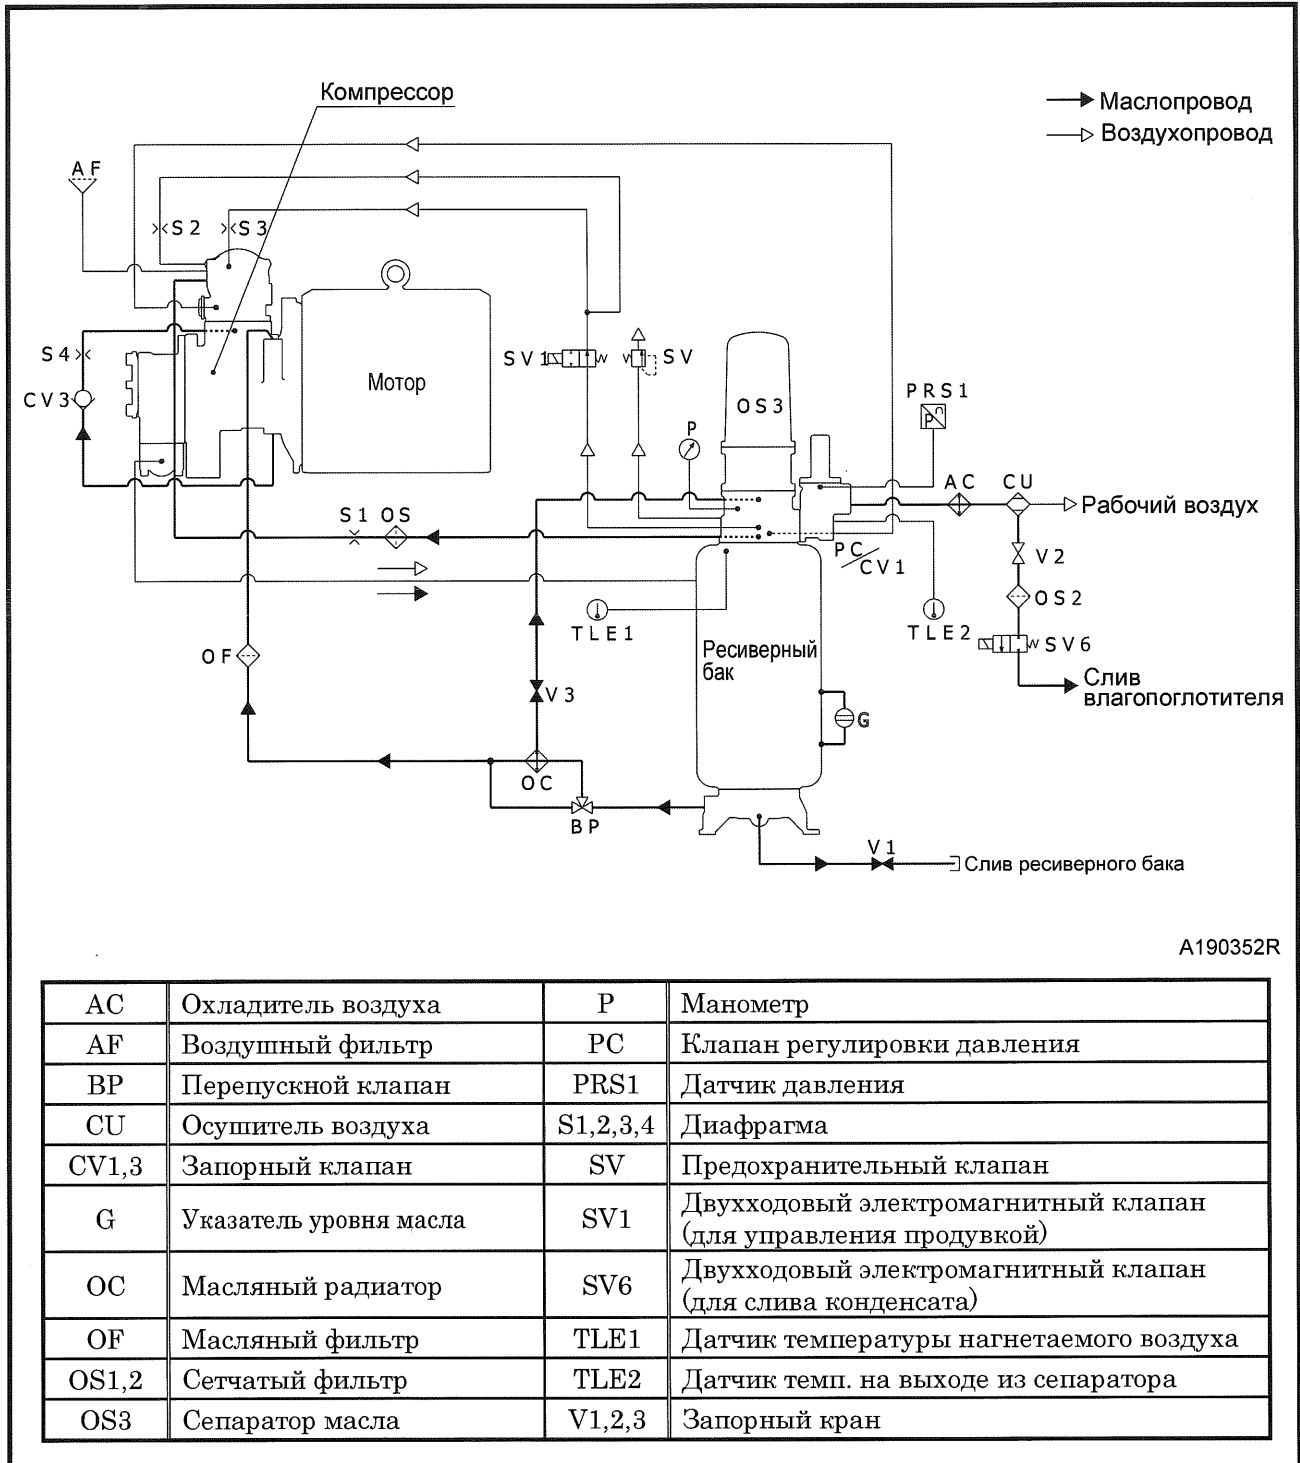 Компрессор
Маслопровод
Воздухопровод
AF
S2
S3
S4
CV3
Мотор
SV1
SV
OS3
P
PRS1
P
AC
CU
Рабочий воздух
S1
OS
PC
CV1
V2
OS2
TLE1
TLE2
SV6
OF
Ресиверный
бак
Слив
влагопоглотителя
V3
G
OC
BP
V1
Слив ресиверного бака
A190352R
AC Охладитель воздуха P Манометр
AF Воздушный фильтр PC Клапан регулировки давления
BP Перепускной клапан PRS1 Датчик давления
CU Осушитель воздуха S1,2,3,4 Диафрагма
CV1,3 Запорный клапан SV Предохранительный клапан
G Указатель уровня масла SV1 Двухходовый электромагнитный клапан
(для управления продувкой)
OC Масляный радиатор SV6 Двухходовый электромагнитный клапан
(для слива конденсата)
OF Масляный фильтр TLE1 Датчик температуры нагнетаемого воздуха
OS1,2 Сетчатый фильтр TLE2 Датчик темп. на выходе из сепаратора
OS3 Сепаратор масла V1,2,3 Запорный кран